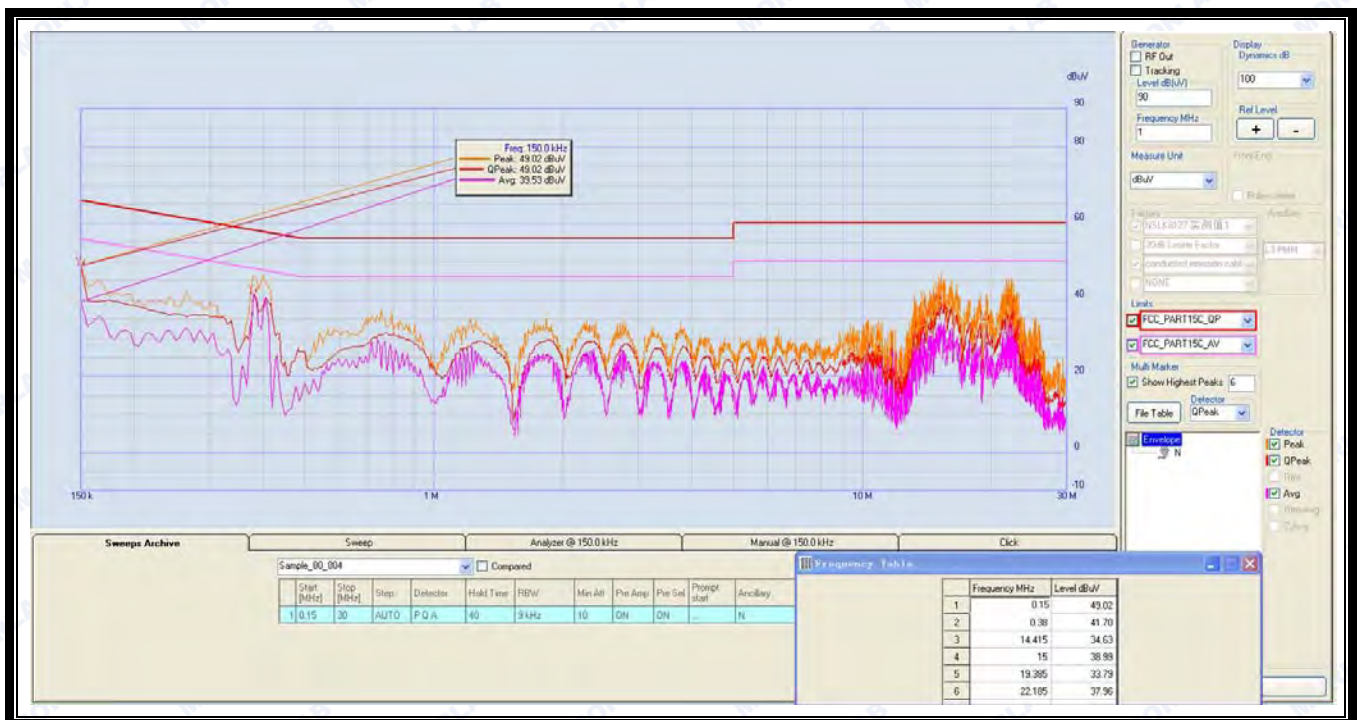 dBuV
90
80
60
40
20
0
-10
150 k
1 M
10 M
30 M
Freq: 150.0 kHz
Peak: 49.02 dBuV
QPeak: 49.02 dBuV
Avg: 39.53 dBuV
Generator
RF Out
Tracking
Level dB(uV)
90
Frequency MHz
1
Display
Dynamics dB
100
Ref Level
+ -
Measure Unit
dBuV
Limits
FCC_PART15C_QP
FCC_PART15C_AV
Multi Marker
Show Highest Peaks 6
Detector
File Table QPeak
Envelope
N
Detector
Peak
QPeak
Avg
Sweeps Archive Sweep Analyzer @ 150.0 kHz Manual @ 150.0 kHz Click
Sample_00_004 Compared
Start [MHz] Stop [MHz] Step Detector Hold Time RBW Min Att Pre Amp Pre Sel Prompt start Ancillary
1 0.15 30 AUTO P Q A 40 9 kHz 10 ON ON ... N
Frequency Table
Frequency MHz Level dBuV
1 0.15 49.02
2 0.38 41.70
3 14.415 34.63
4 15 38.99
5 19.385 33.79
6 22.185 37.96